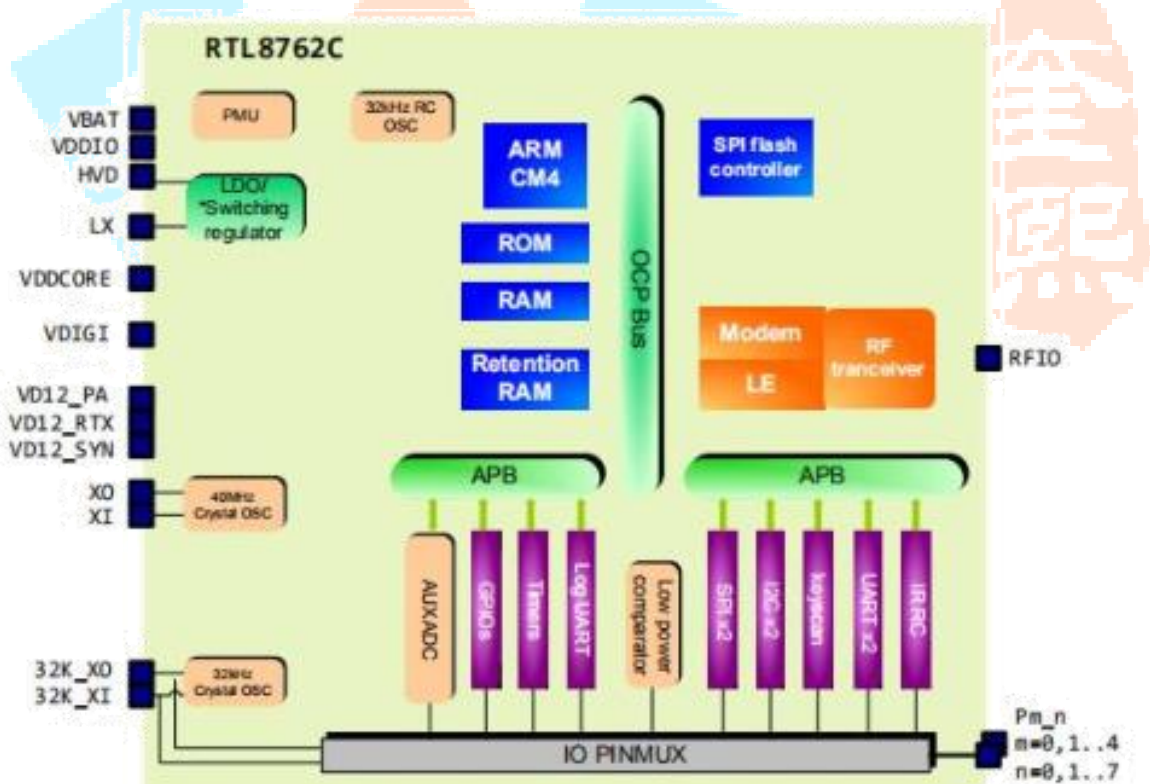 RTL8762C
VBAT
VDDIO
HVD
LX
VDDCORE
VDIGI
VD12_PA
VD12_RTX
VD12_SYN
XO
XI
32K_XO
32K_XI
PMU
32kHz RC
OSC
LDO/
*Switching
regulator
40MHz
Crystal OSC
32kHz
Crystal OSC
ARM
CM4
ROM
RAM
Retention
RAM
OCP Bus
SPI flash
controller
Modem
LE
RF
tranceiver
RFIO
APB
APB
AUXADC
GPIOs
Timers
Log UART
Low power
comparator
SPI x2
I2C x2
keyscan
UART x2
IR RC
IO PINMUX
Pm_n
m=0,1..4
n=0,1..7